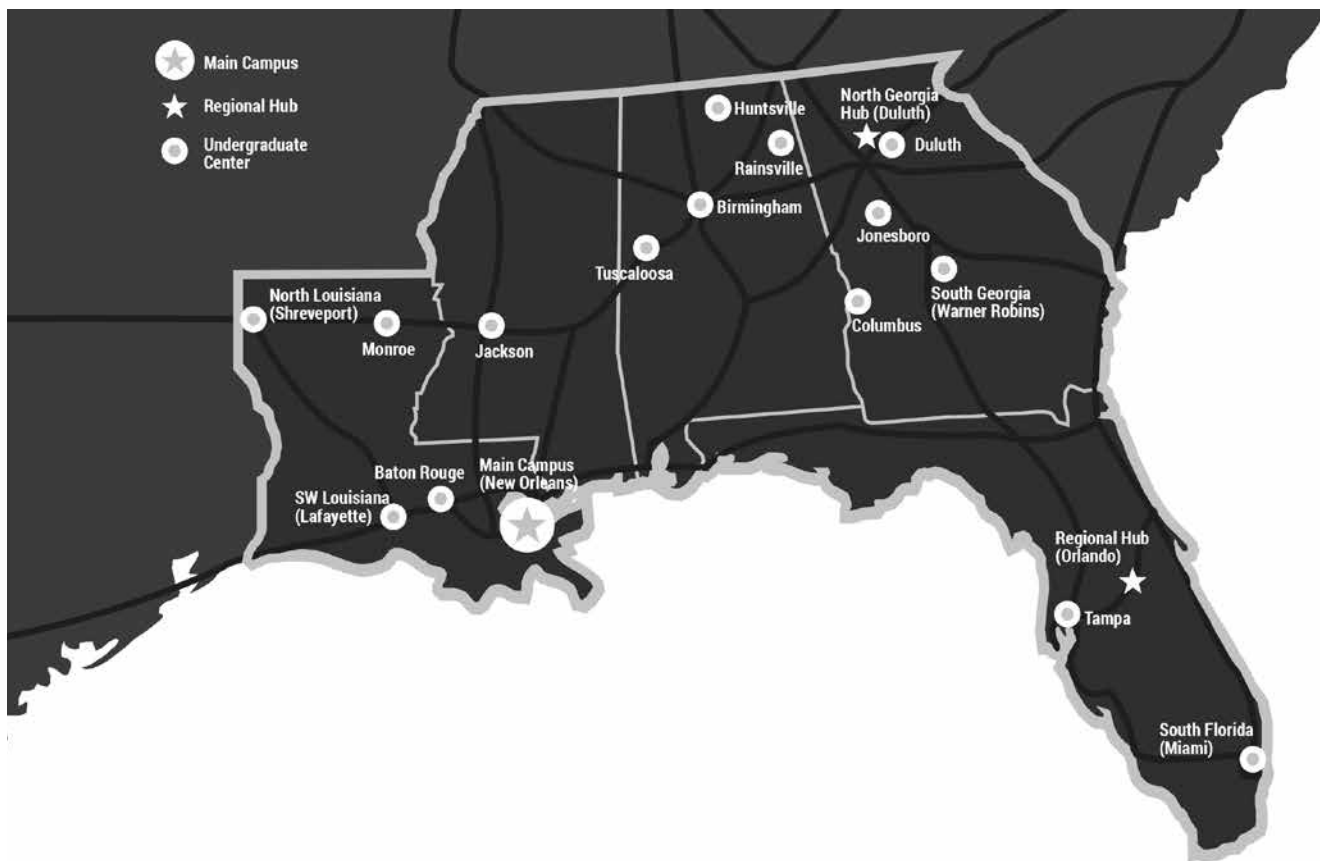 Main Campus
Regional Hub
Undergraduate
Center
Huntsville
North Georgia
Hub (Duluth)
Duluth
Rainsville
Birmingham
Jonesboro
Tuscaloosa
South Georgia
(Warner Robins)
Columbus
North Louisiana
(Shreveport)
Monroe
Jackson
Baton Rouge
Main Campus
(New Orleans)
SW Louisiana
(Lafayette)
Regional Hub
(Orlando)
Tampa
South Florida
(Miami)